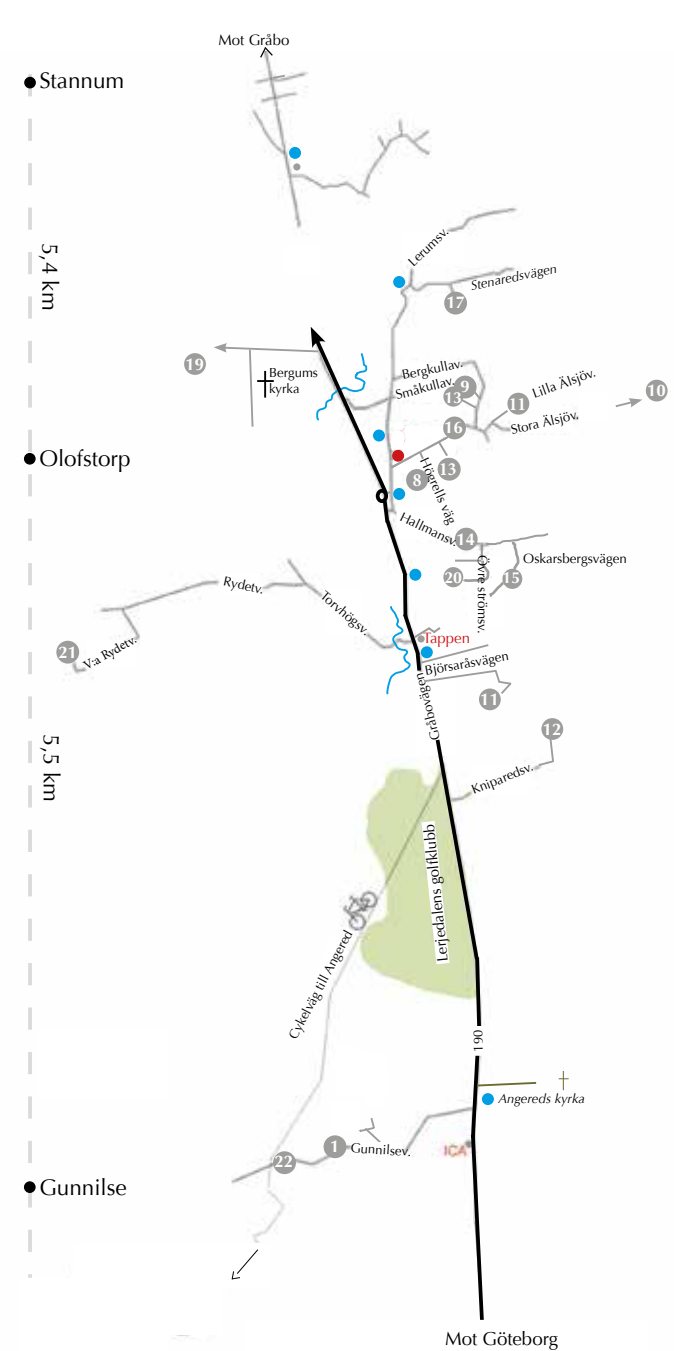 Mot Gråbo
Stannum
5,4 km
Lerumsv.
Stenaredsvägen
17
19
Bergums
kyrka
Bergkullav.
Småkullav.
9
13
11
Lilla Älsjöv.
10
16
Stora Älsjöv.
Olofstorp
13
8
Högrells väg
Hallmansv.
14
Oskarsbergsvägen
Övre strömsv.
20
15
Rydetv.
Torvhögsv.
Tappen
21
V:a Rydetv.
Björsaråsvägen
Gråbovägen
11
12
5,5 km
Kniparedsv.
Lerjedalens golfklubb
Cykelväg till Angered
190
Angereds kyrka
1
Gunnilsev.
ICA
22
Gunnilse
Mot Göteborg